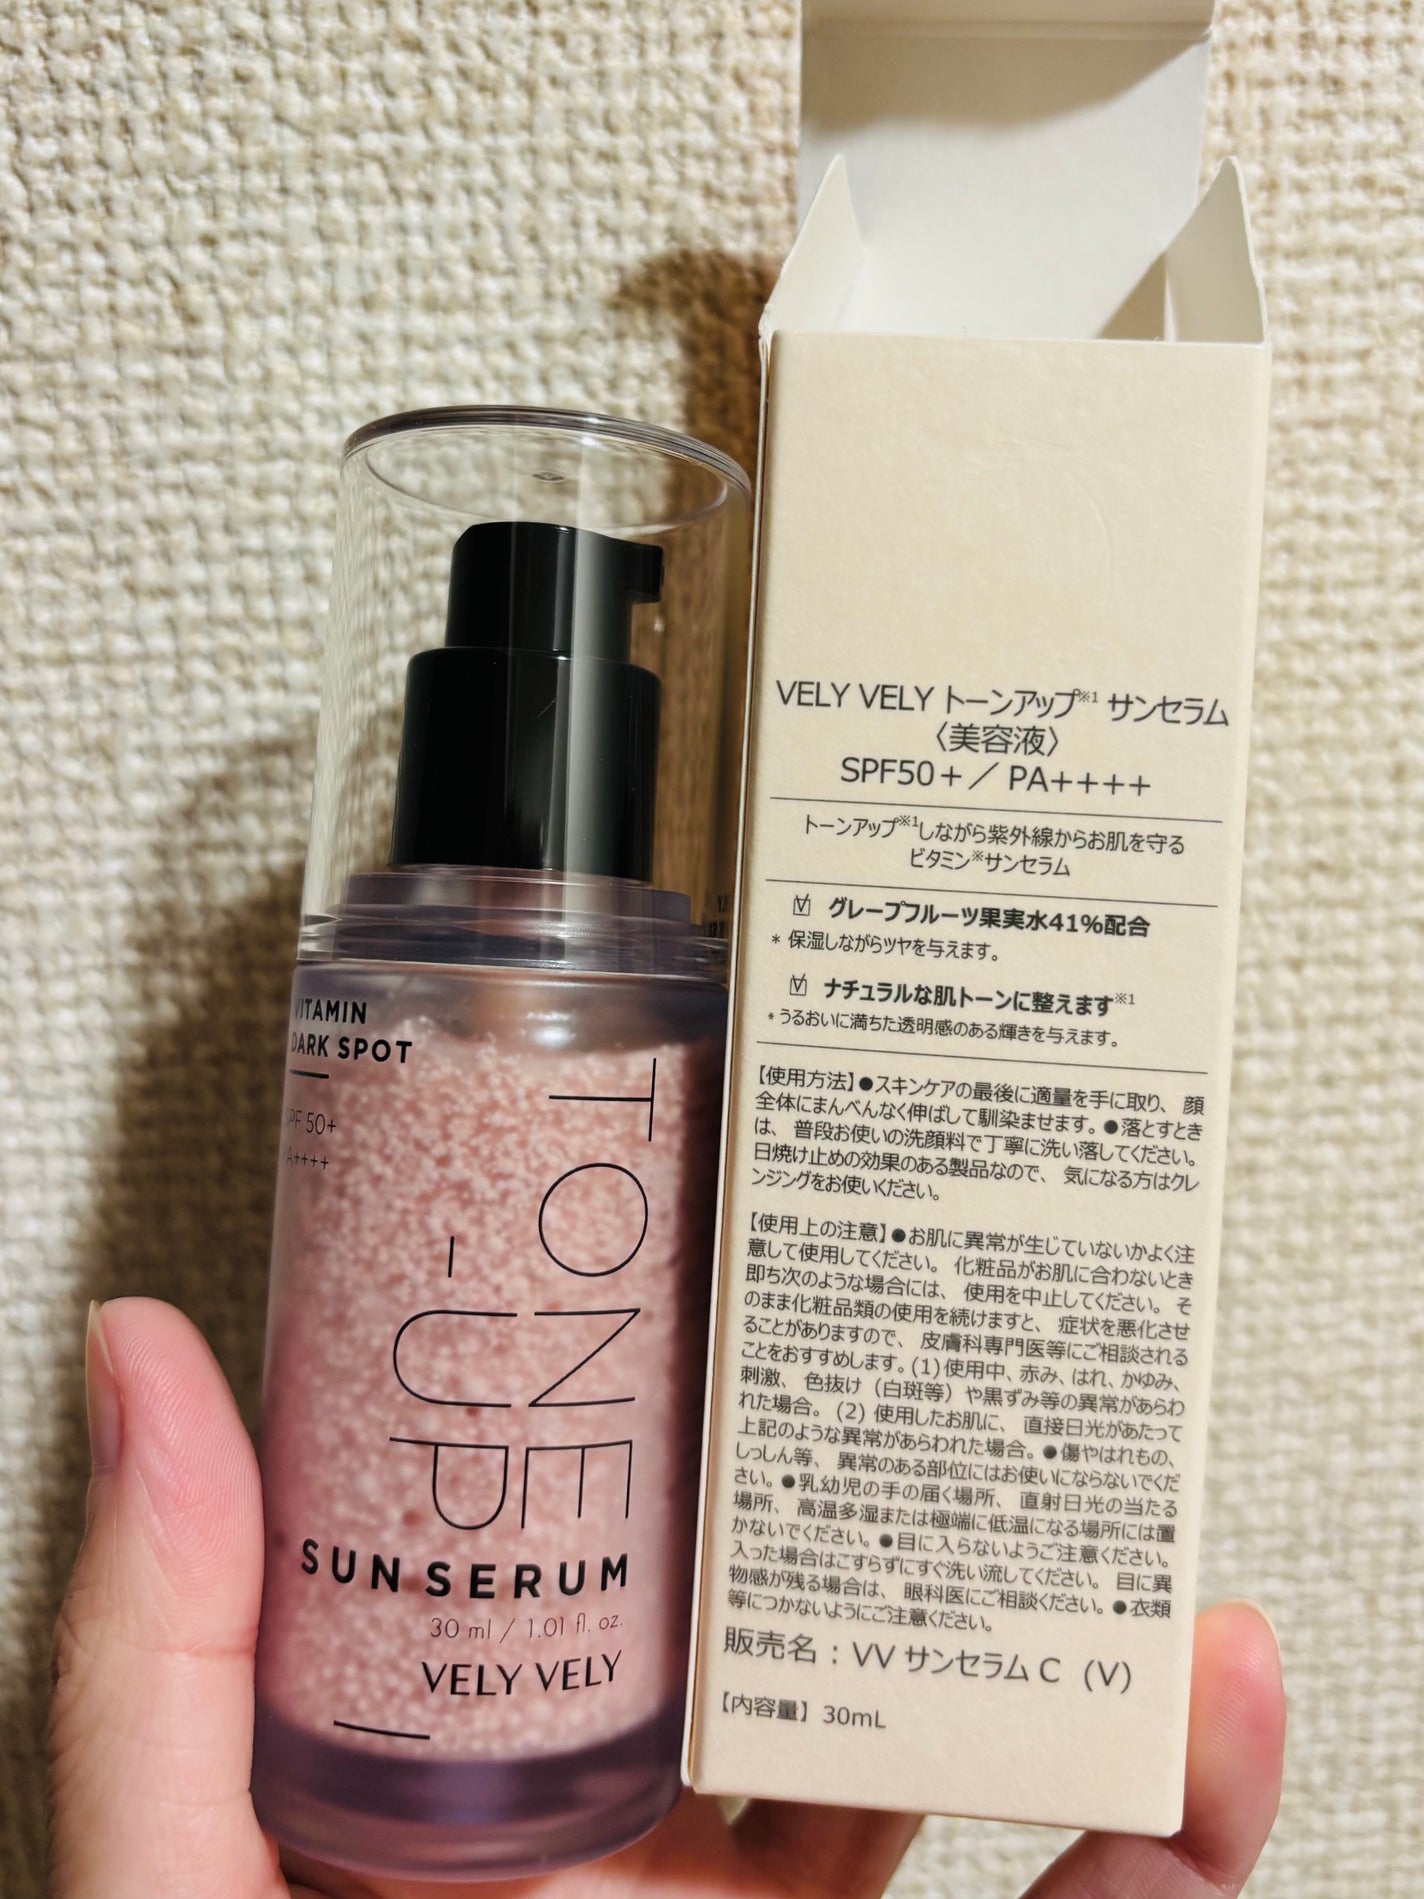 VITAMIN
DARK SPOT
SPF 50+
PA++++
TONE
-UP
SUN SERUM
30 ml / 1.01 fl. oz.
VELY VELY
VELY VELY トーンアップ※1 サンセラム
〈美容液〉
SPF50+／ PA++++
トーンアップ※1しながら紫外線からお肌を守る
ビタミン※サンセラム
☑ グレープフルーツ果実水41%配合
* 保湿しながらツヤを与えます。
☑ ナチュラルな肌トーンに整えます※1
* うるおいに満ちた透明感のある輝きを与えます。
【使用方法】●スキンケアの最後に適量を手に取り、 顔
全体にまんべんなく伸ばして馴染ませます。●落とすとき
は、 普段お使いの洗顔料で丁寧に洗い落してください。
日焼け止めの効果のある製品なので、 気になる方はクレ
ンジングをお使いください。
【使用上の注意】●お肌に異常が生じていないかよく注
意して使用してください。 化粧品がお肌に合わないとき
即ち次のような場合には、 使用を中止してください。 そ
のまま化粧品類の使用を続けますと、 症状を悪化させ
ることがありますので、 皮膚科専門医等にご相談される
ことをおすすめします。(1)使用中、赤み、はれ、かゆみ、
刺激、 色抜け（白斑等）や黒ずみ等の異常があらわ
れた場合。 (2) 使用したお肌に、 直接日光があたって
上記のような異常があらわれた場合。●傷やはれもの、
しっしん等、 異常のある部位にはお使いにならないでくだ
さい。●乳幼児の手の届く場所、 直射日光の当たる
場所、 高温多湿または極端に低温になる場所には置
かないでください。●目に入らないようご注意ください。
入った場合はこすらずにすぐ洗い流してください。 目に異
物感が残る場合は、 眼科医にご相談ください。●衣類
等につかないようにご注意ください。
販売名：VV サンセラム C (V)
【内容量】 30mL